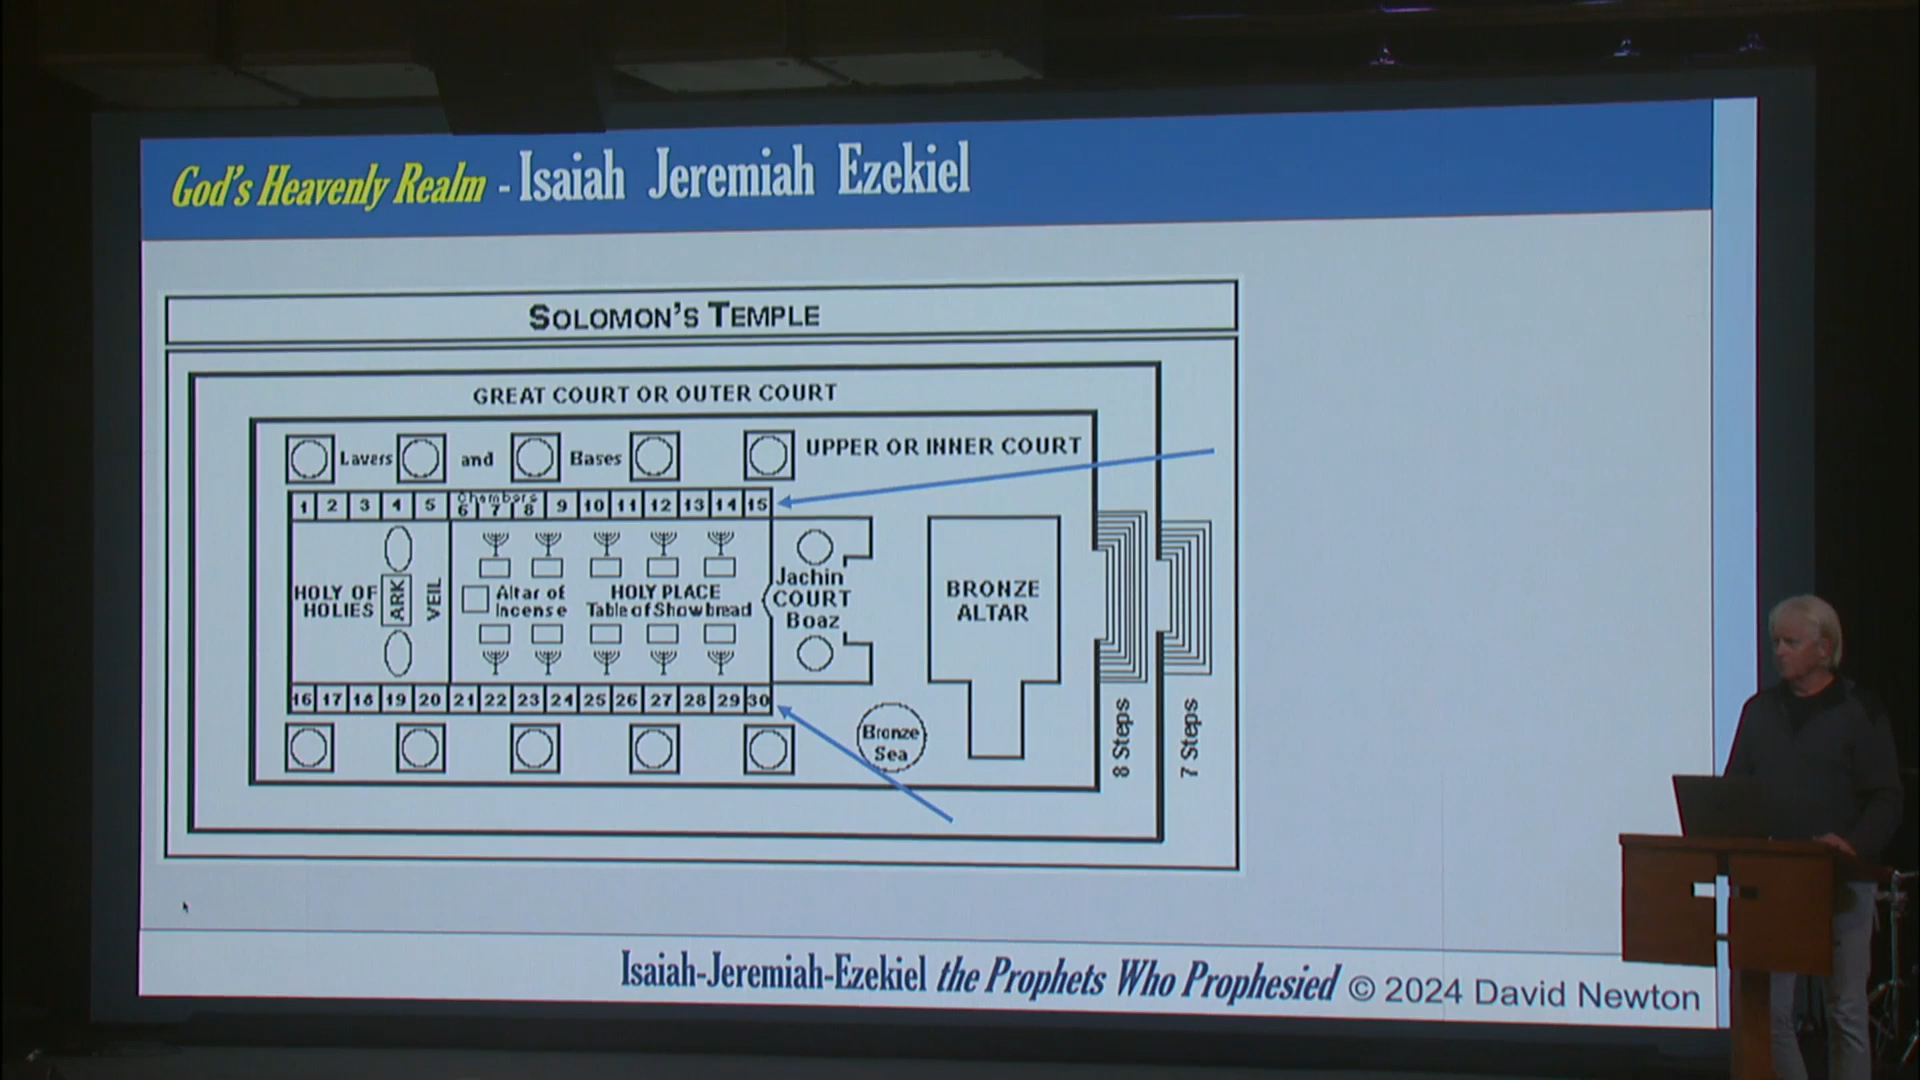 God's Heavenly Realm - Isaiah Jeremiah Ezekiel
SOLOMON'S TEMPLE
GREAT COURT OR OUTER COURT
Lavers and Bases
UPPER OR INNER COURT
Chambers
1 2 3 4 5 6 7 8 9 10 11 12 13 14 15
HOLY OF
HOLIES
ARK
VEIL
Altar of
Incense
HOLY PLACE
Table of Showbread
Jachin
COURT
Boaz
BRONZE
ALTAR
16 17 18 19 20 21 22 23 24 25 26 27 28 29 30
Bronze
Sea
8 Steps
7 Steps
Isaiah-Jeremiah-Ezekiel the Prophets Who Prophesied © 2024 David Newton